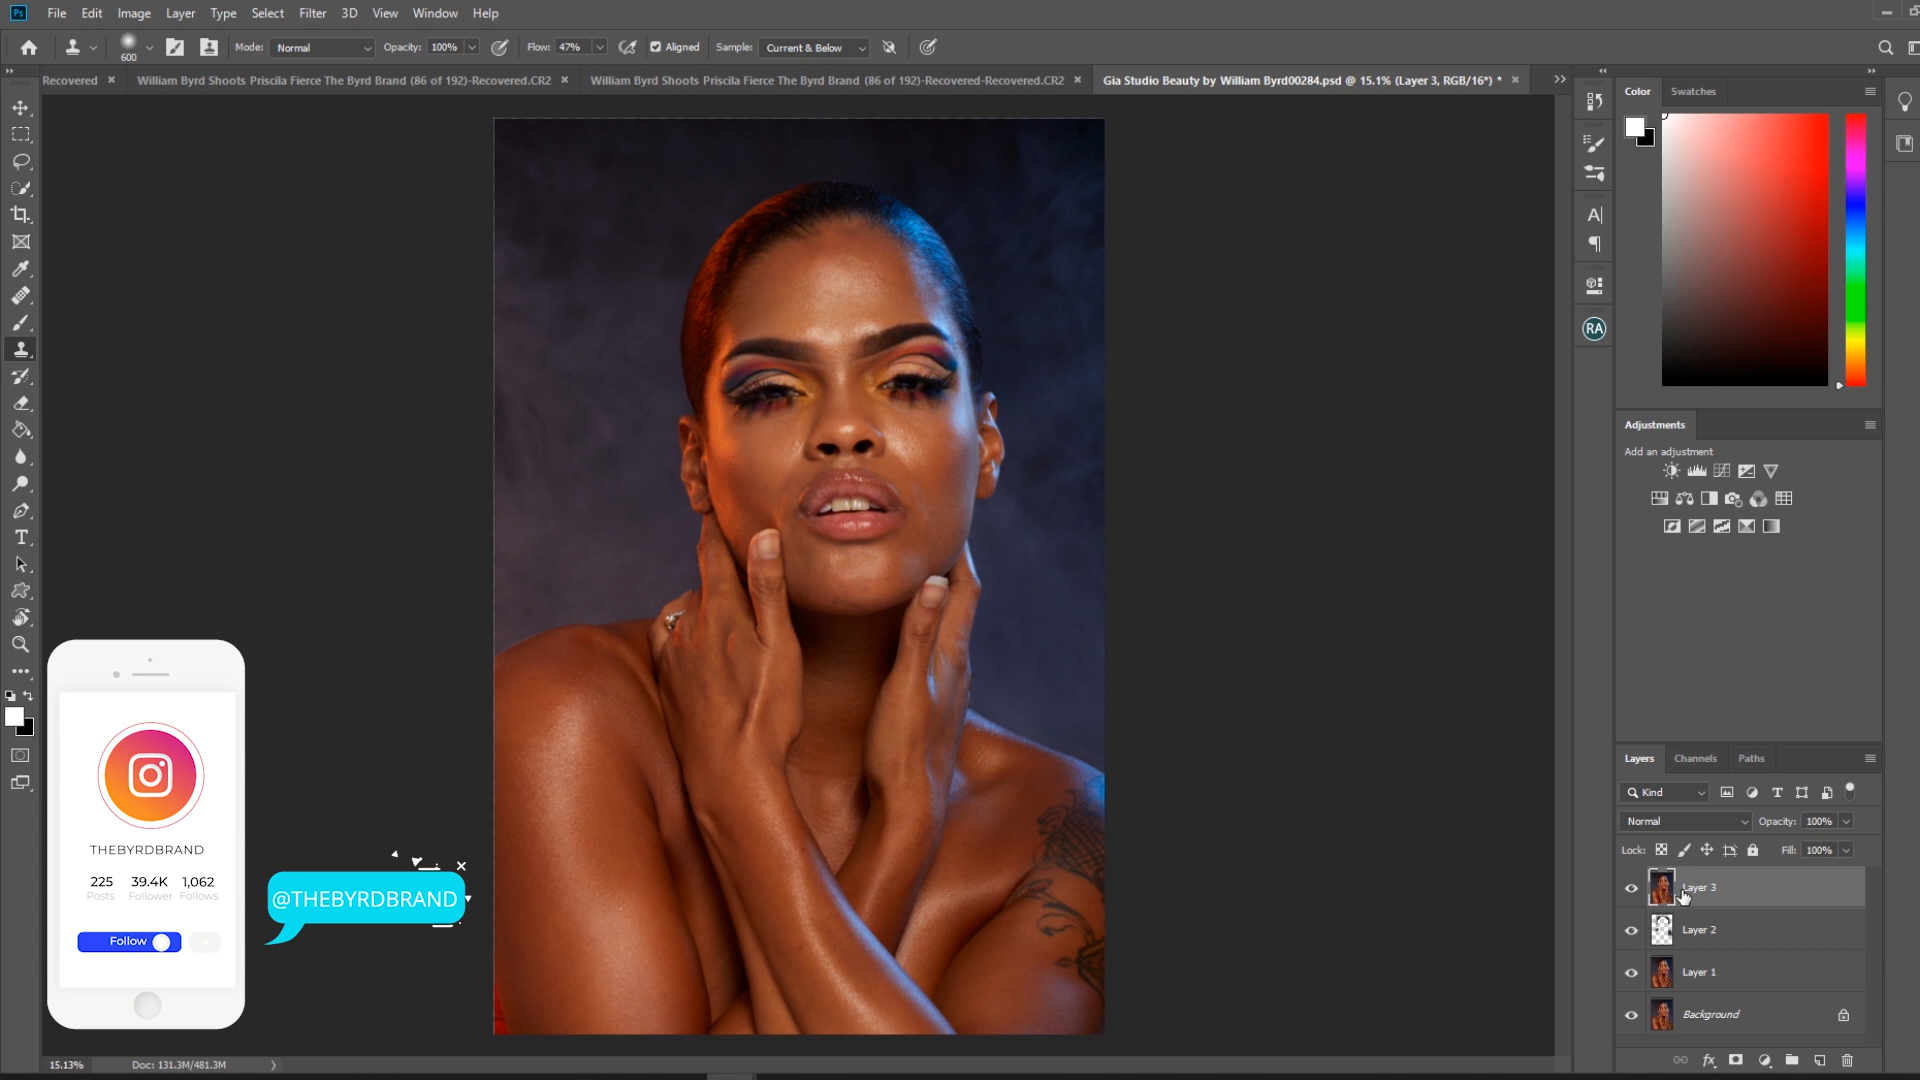 Ps File Edit Image Layer Type Select Filter 3D View Window Help
600 Mode: Normal Opacity: 100% Flow: 47% Aligned Sample: Current & Below
Recovered × William Byrd Shoots Priscila Fierce The Byrd Brand (86 of 192)-Recovered.CR2 × William Byrd Shoots Priscila Fierce The Byrd Brand (86 of 192)-Recovered-Recovered.CR2 × Gia Studio Beauty by William Byrd00284.psd @ 15.1% (Layer 3, RGB/16*) * ×
Color Swatches
RA
Adjustments
Add an adjustment
Layers Channels Paths
Kind
Normal Opacity: 100%
Lock: Fill: 100%
Layer 3
Layer 2
Layer 1
Background
THEBYRDBRAND
225 39.4K 1,062
Posts Follower Follows
Follow
@THEBYRDBRAND
15.13% Doc: 131.3M/481.3M